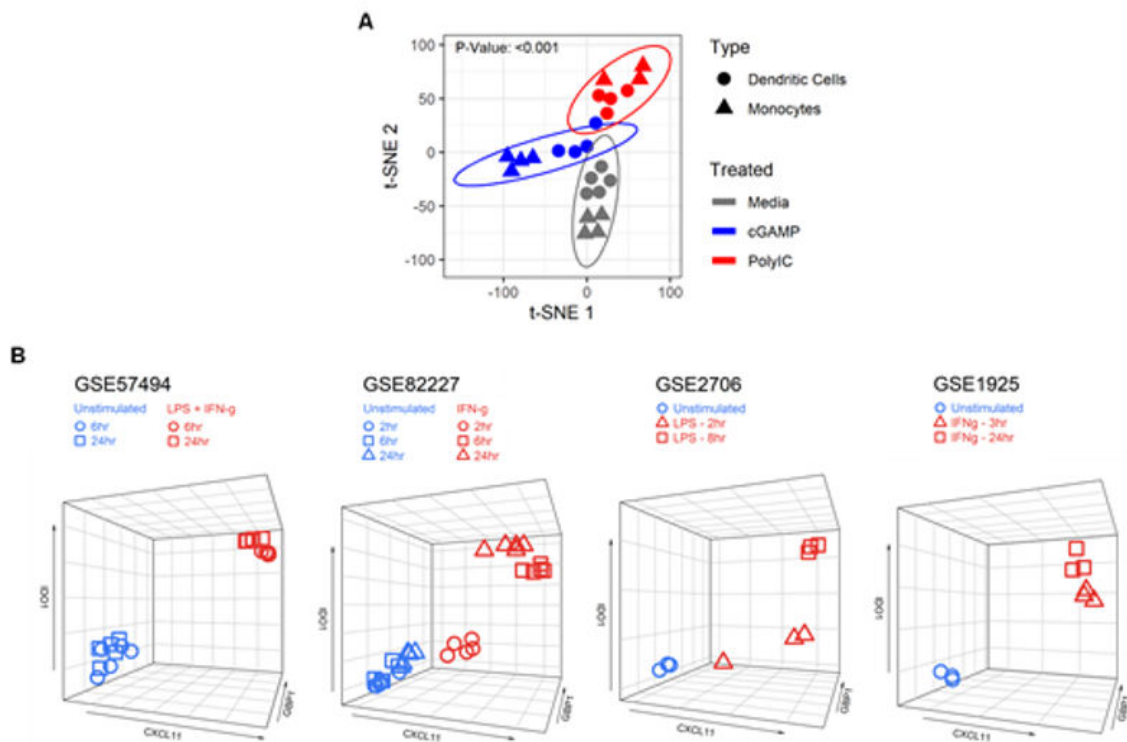 A
P-Value: <0.001
100
50
0
-50
-100
t-SNE 2
-100 0 100
t-SNE 1
Type
Dendritic Cells
Monocytes
Treated
Media
cGAMP
PolyIC
B
GSE57494
Unstimulated LPS + IFN-g
6hr 6hr
24hr 24hr
IDO1
CXCL11
GBP1
GSE82227
Unstimulated IFN-g
2hr 2hr
6hr 6hr
24hr 24hr
IDO1
CXCL11
GBP1
GSE2706
Unstimulated
LPS - 2hr
LPS - 8hr
IDO1
CXCL11
GBP1
GSE1925
Unstimulated
IFNg - 3hr
IFNg - 24hr
IDO1
CXCL11
GBP1